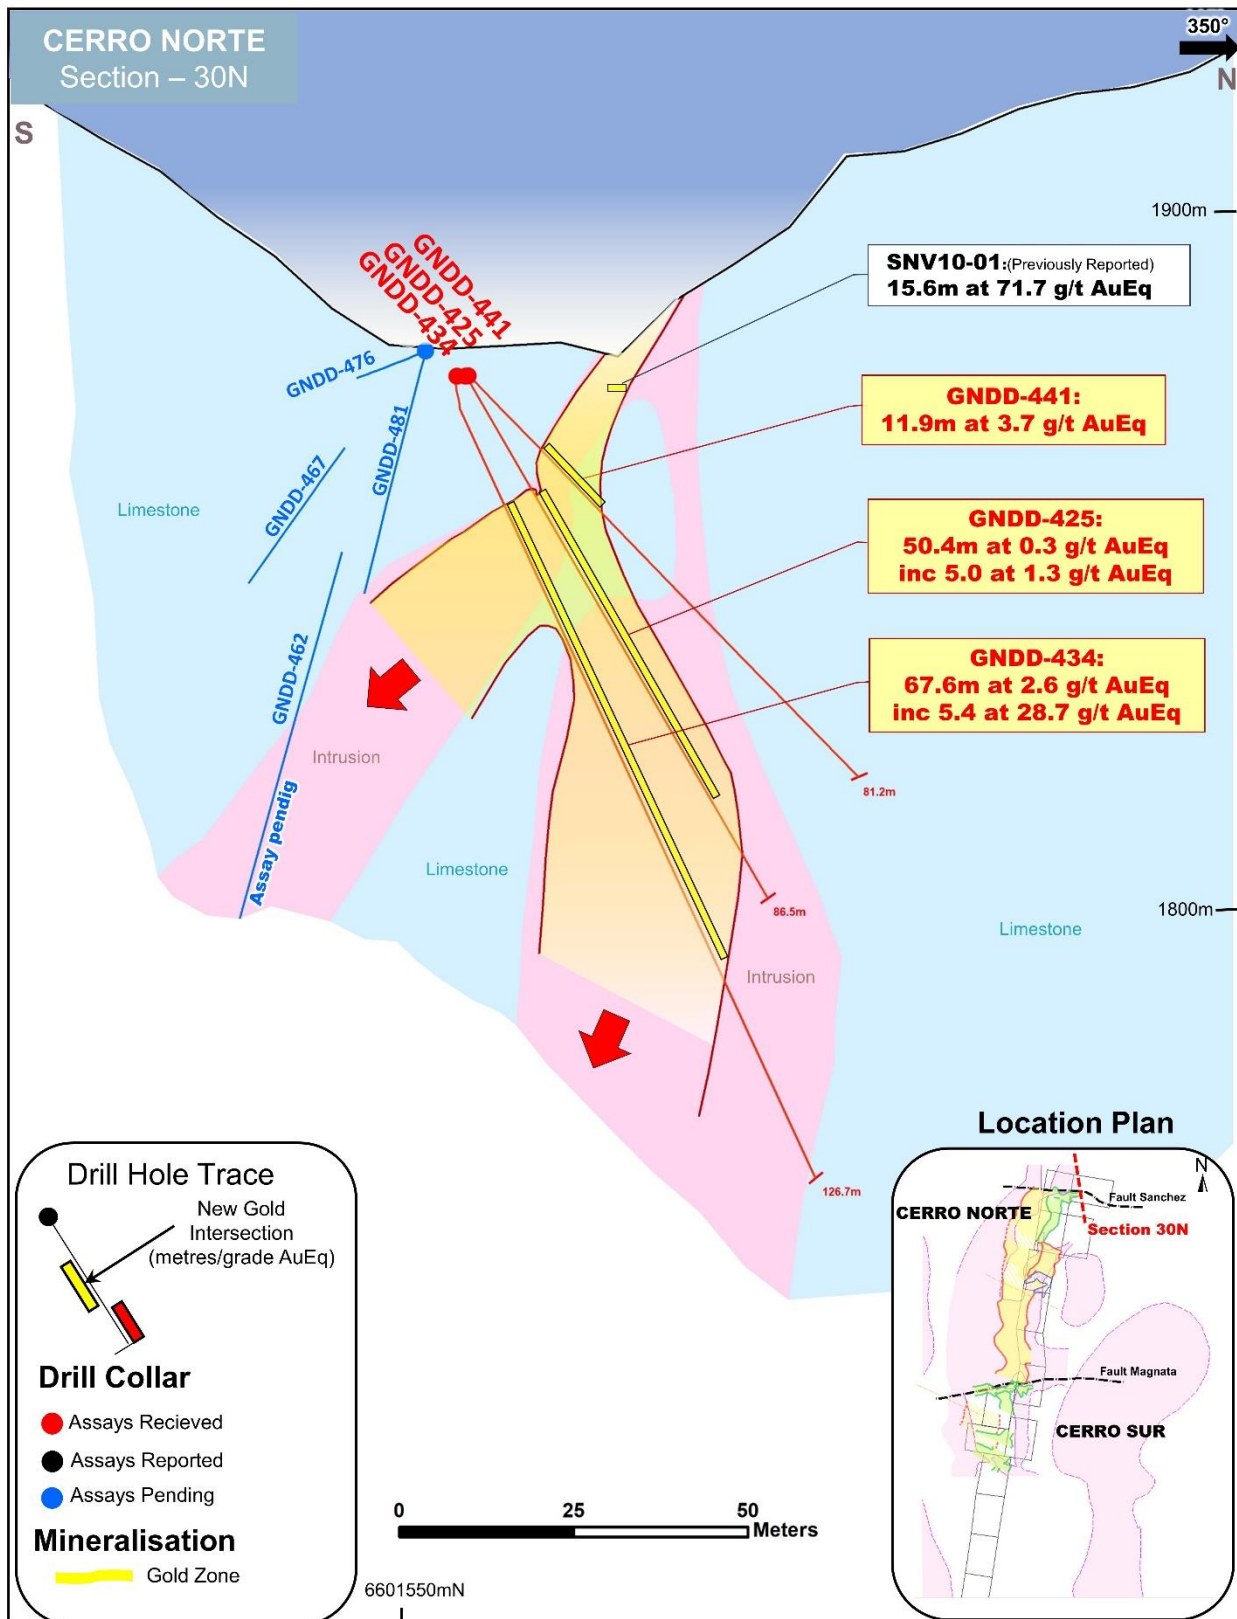 CERRO NORTE
Section – 30N
350°
N
S
1900m
SNV10-01:(Previously Reported)
15.6m at 71.7 g/t AuEq
GNDD-441
GNDD-425
GNDD-434
GNDD-476
GNDD-481
GNDD-467
GNDD-462
Assay pendig
GNDD-441:
11.9m at 3.7 g/t AuEq
GNDD-425:
50.4m at 0.3 g/t AuEq
inc 5.0 at 1.3 g/t AuEq
GNDD-434:
67.6m at 2.6 g/t AuEq
inc 5.4 at 28.7 g/t AuEq
Limestone
Intrusion
Limestone
81.2m
86.5m
1800m
Limestone
Intrusion
126.7m
Drill Hole Trace
New Gold
Intersection
(metres/grade AuEq)
Drill Collar
Assays Recieved
Assays Reported
Assays Pending
Mineralisation
Gold Zone
0 25 50
Meters
6601550mN
Location Plan
N
Fault Sanchez
CERRO NORTE
Section 30N
Fault Magnata
CERRO SUR